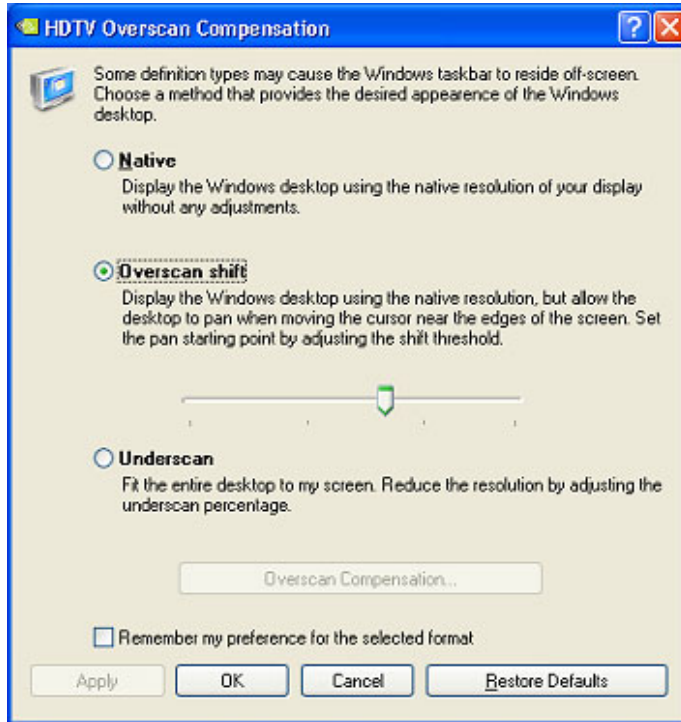 HDTV Overscan Compensation
Some definition types may cause the Windows taskbar to reside off-screen.
Choose a method that provides the desired appearence of the Windows
desktop.
Native
Display the Windows desktop using the native resolution of your display
without any adjustments.
Overscan shift
Display the Windows desktop using the native resolution, but allow the
desktop to pan when moving the cursor near the edges of the screen. Set
the pan starting point by adjusting the shift threshold.
Underscan
Fit the entire desktop to my screen. Reduce the resolution by adjusting the
underscan percentage.
Overscan Compensation...
Remember my preference for the selected format
Apply OK Cancel Restore Defaults